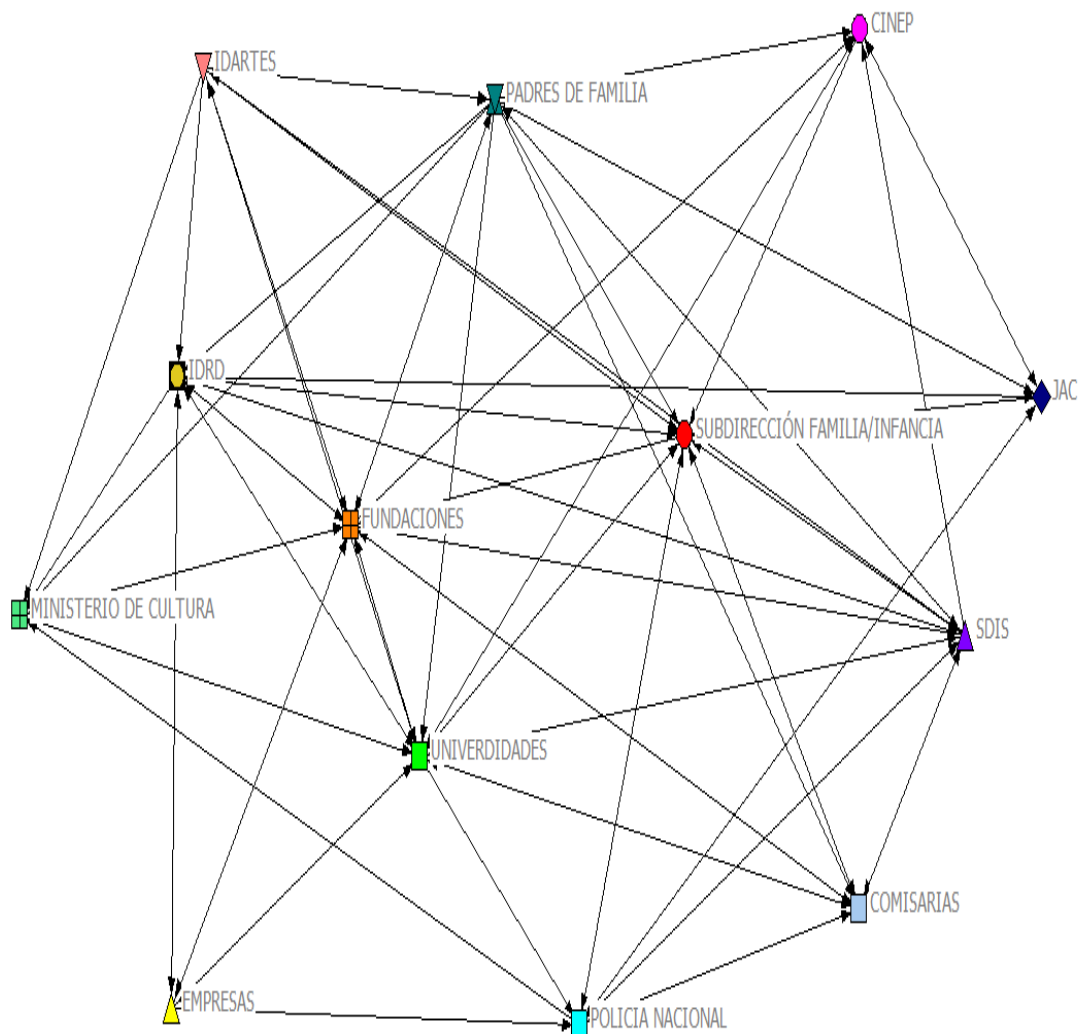 CINEP
IDARTES
PADRES DE FAMILIA
IDRD
JAC
SUBDIRECCIÓN FAMILIA/INFANCIA
FUNDACIONES
MINISTERIO DE CULTURA
SDIS
UNIVERDIDADES
COMISARIAS
EMPRESAS
POLICIA NACIONAL